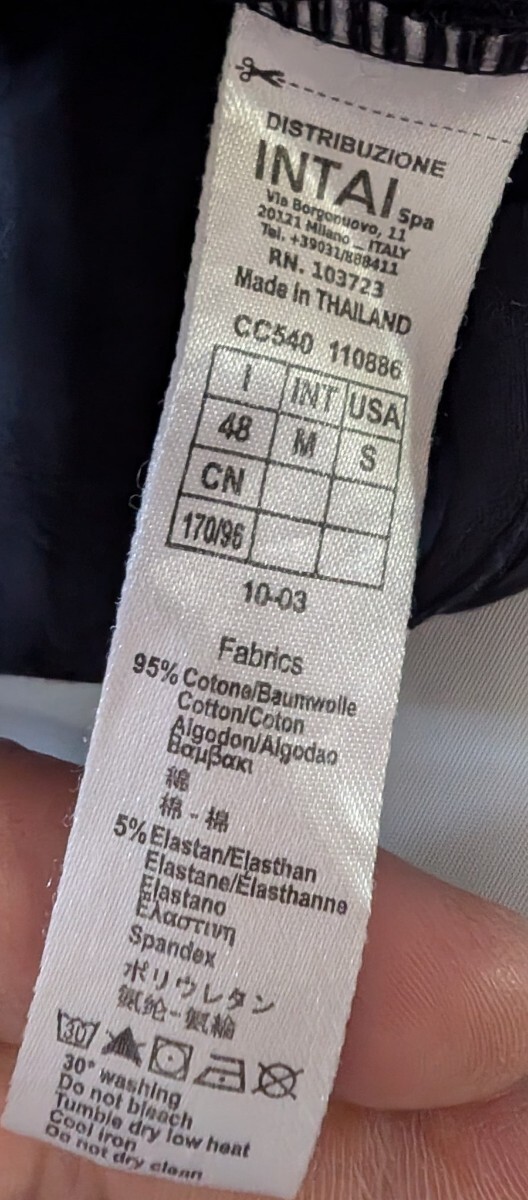 DISTRIBUZIONE
INTAI Spa
Via Borgonuovo, 11
20121 Milano _ ITALY
Tel. +39031/888411
RN. 103723
Made in THAILAND
CC540 110886
I INT USA
48 M S
CN
170/96
10-03
Fabrics
95% Cotone/Baumwolle
Cotton/Coton
Algodon/Algodao
Βαμβακι
綿
棉 - 棉
5% Elastan/Elasthan
Elastane/Elasthanne
Elastano
Ελαστινη
Spandex
ポリウレタン
氨纶-氨綸
30°
30° washing
Do not bleach
Tumble dry low heat
Cool iron
Do not dry clean